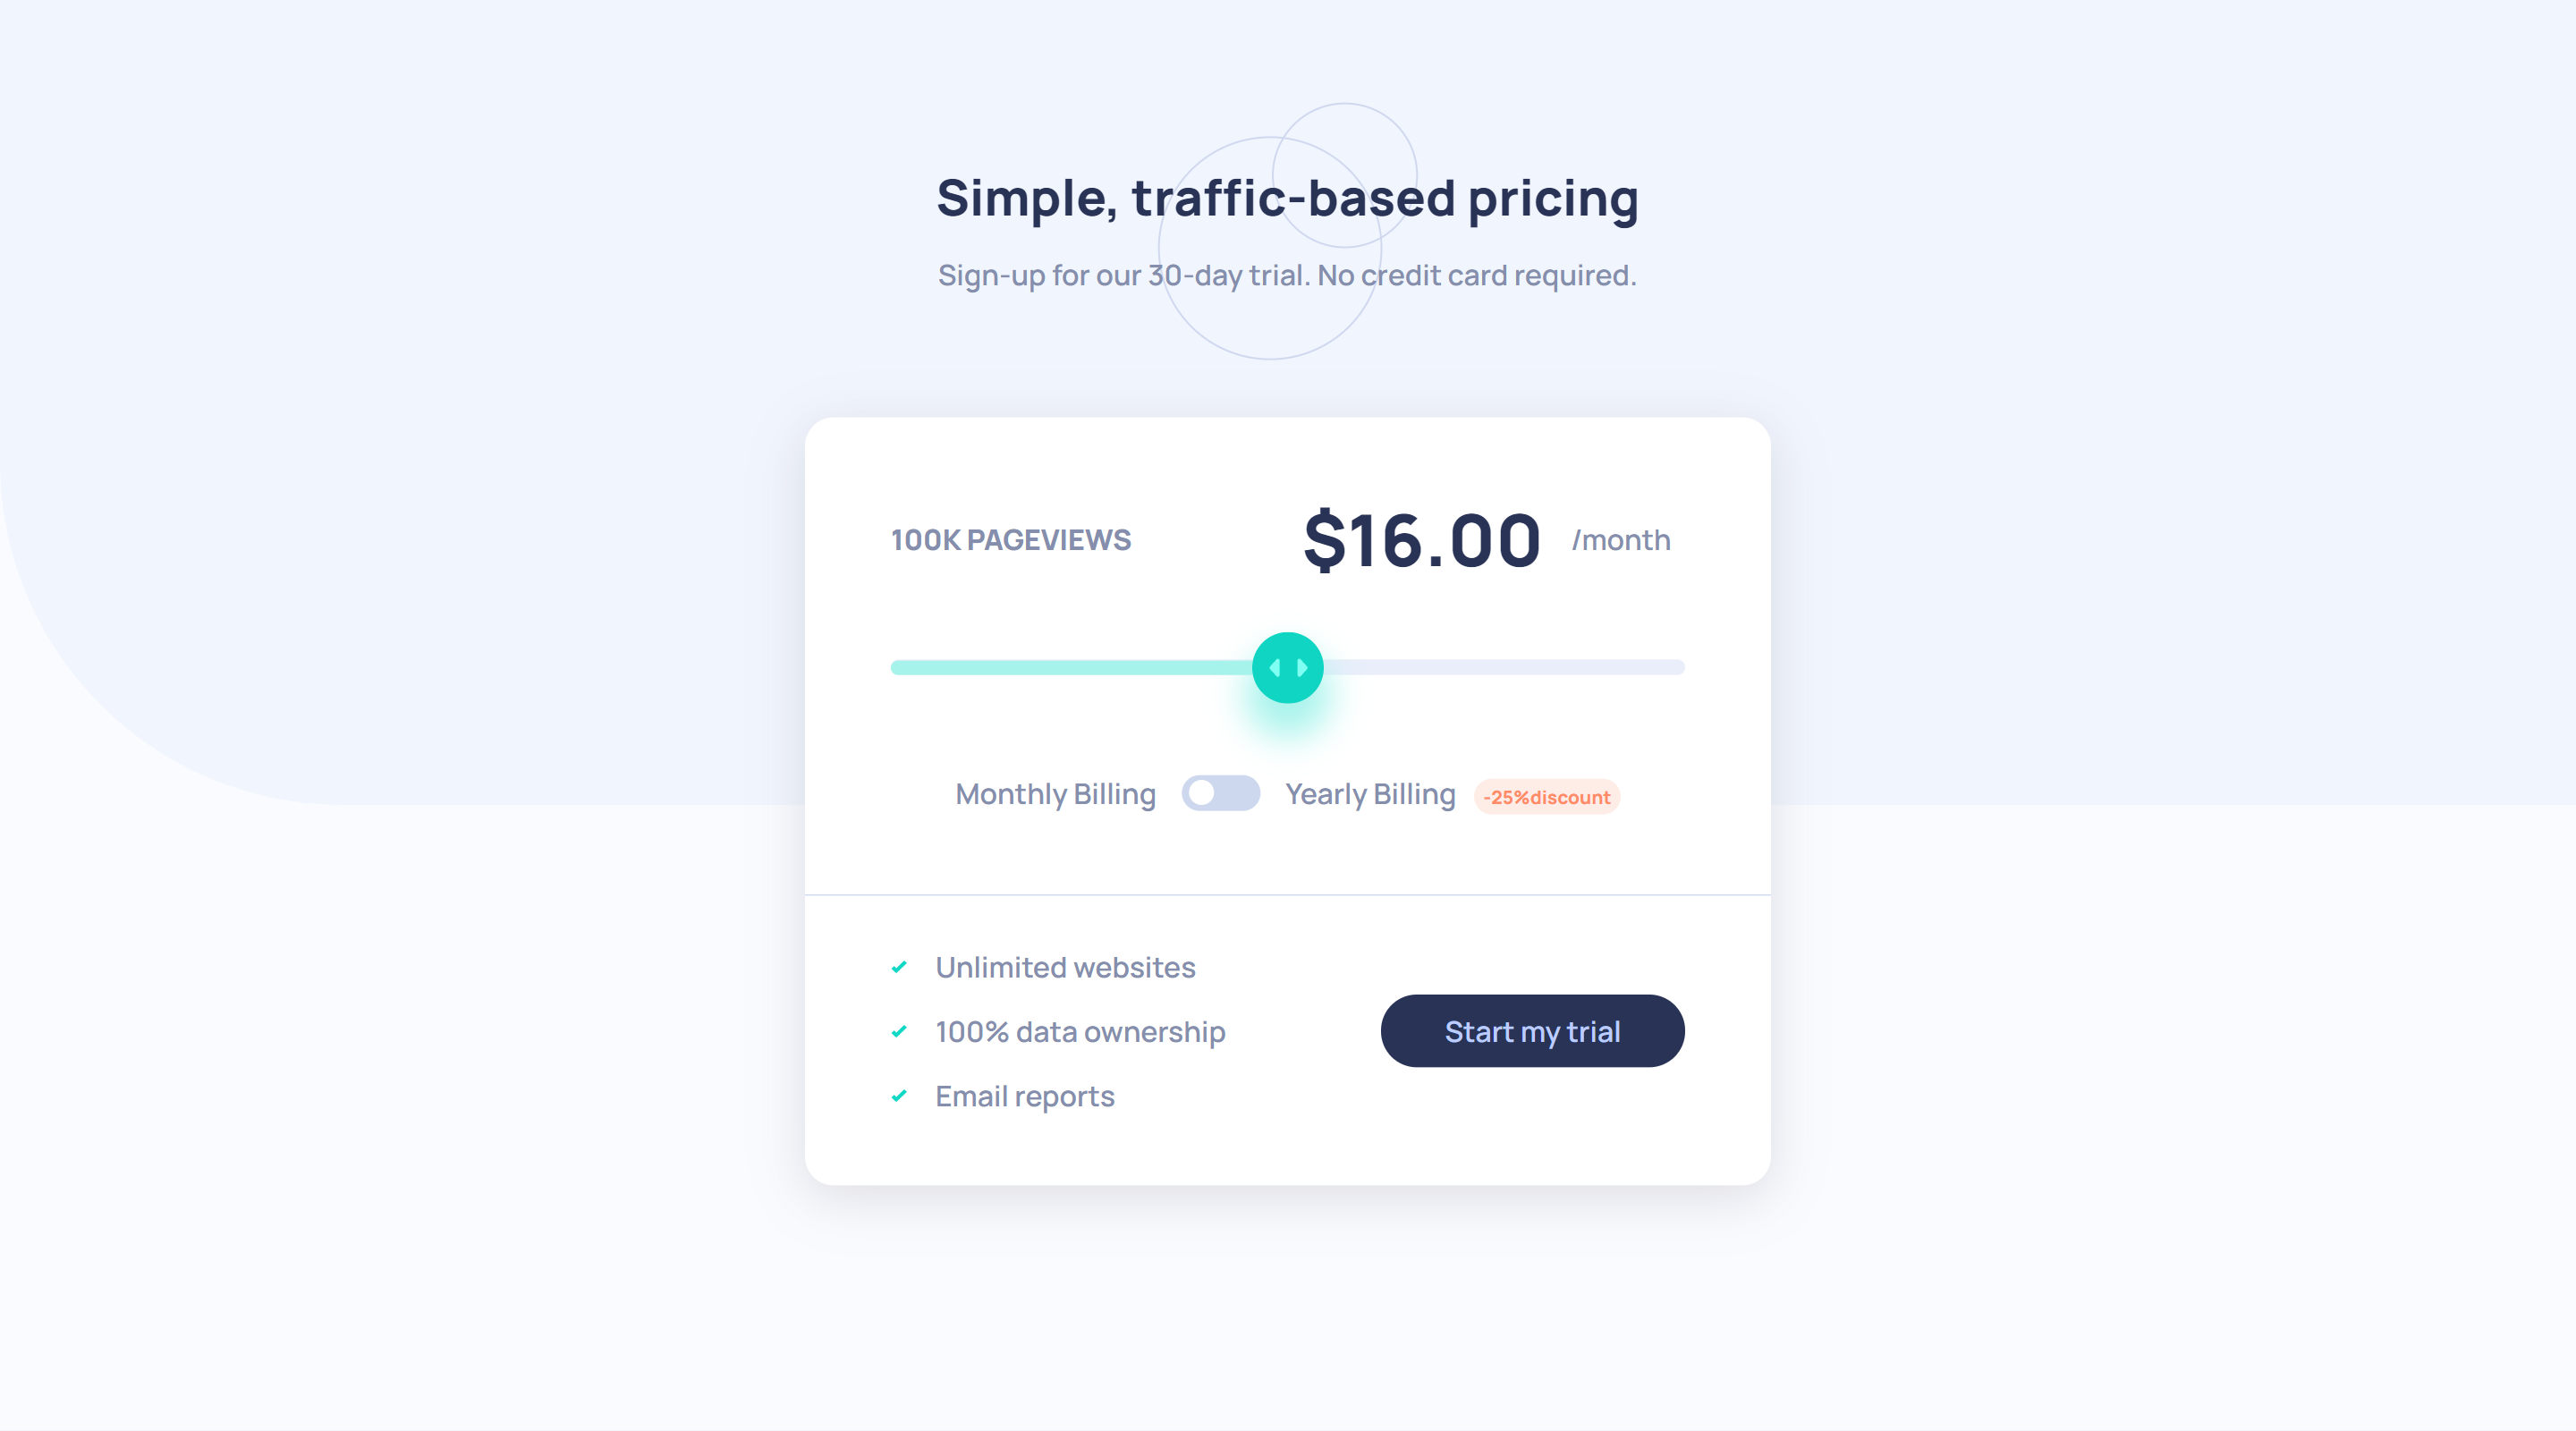 Simple, traffic-based pricing
Sign-up for our 30-day trial. No credit card required.
100K PAGEVIEWS $16.00 /month
Monthly Billing Yearly Billing -25%discount
Unlimited websites
100% data ownership
Start my trial
Email reports